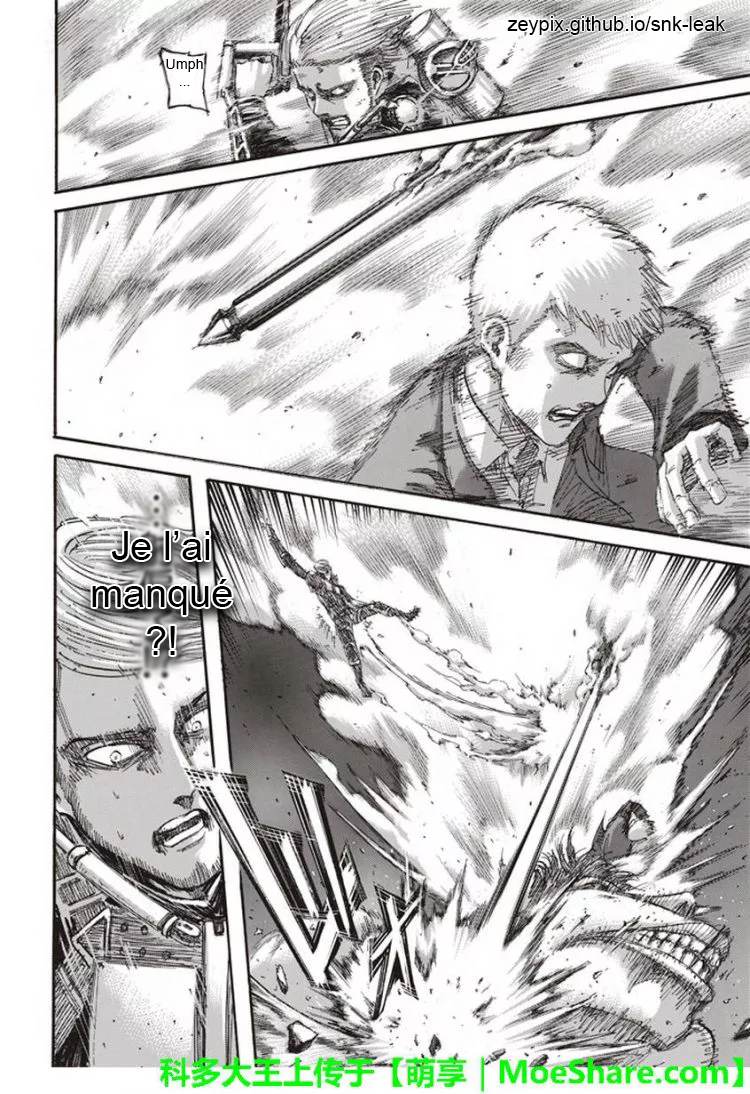 zeypix.github.io/snk-leak
Umph
...
Je l'ai
manqué
?!
科多大王上传于【萌享｜MoeShare.com】